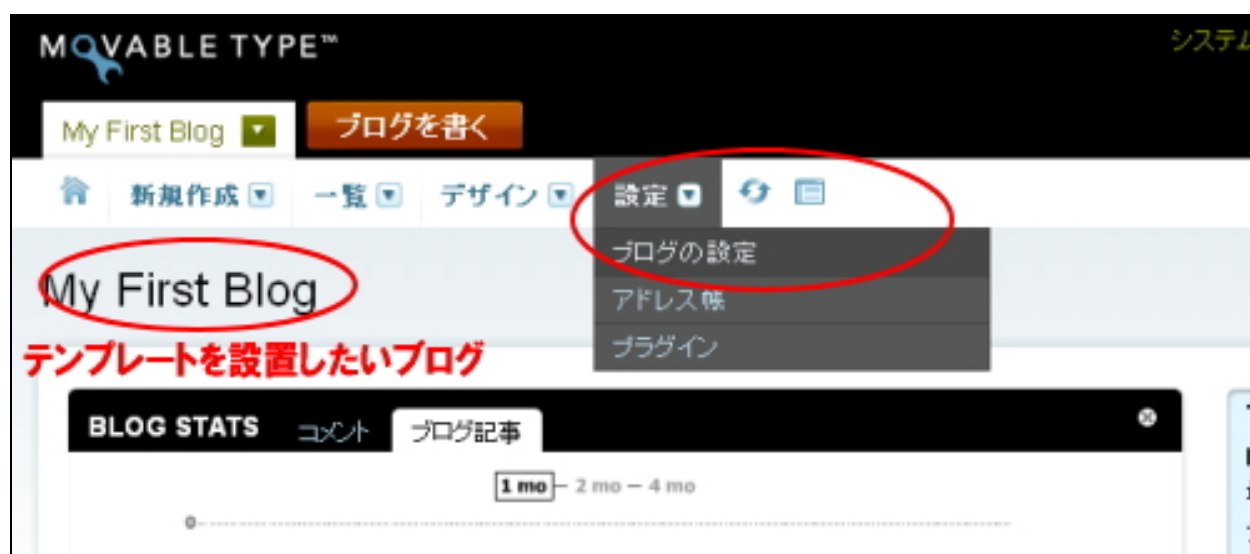 MOVABLE TYPE™
システム
My First Blog
ブログを書く
新規作成 一覧 デザイン 設定
ブログの設定
アドレス帳
プラグイン
My First Blog
テンプレートを設置したいブログ
BLOG STATS コメント ブログ記事
1 mo — 2 mo — 4 mo
0